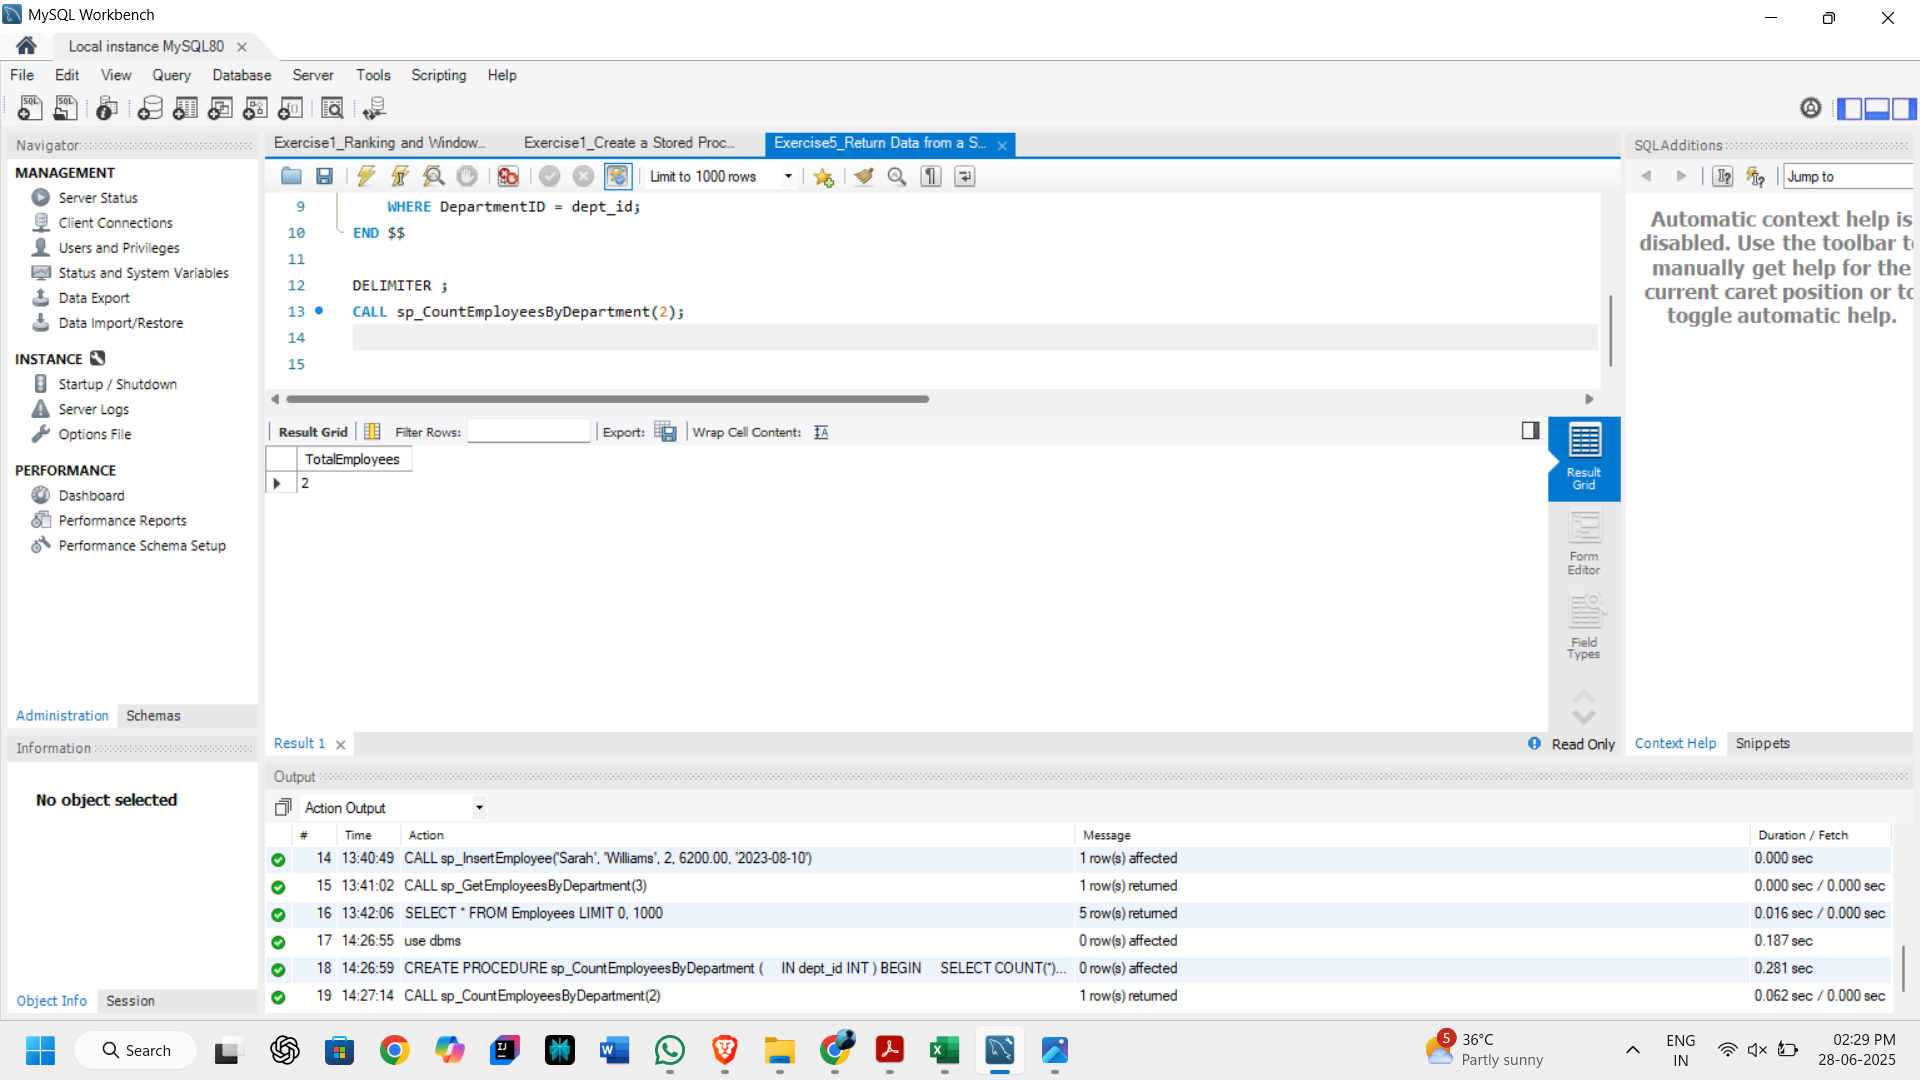 MySQL Workbench
Local instance MySQL80
File Edit View Query Database Server Tools Scripting Help
Navigator
MANAGEMENT
Server Status
Client Connections
Users and Privileges
Status and System Variables
Data Export
Data Import/Restore
INSTANCE
Startup / Shutdown
Server Logs
Options File
PERFORMANCE
Dashboard
Performance Reports
Performance Schema Setup
Administration Schemas
Information
No object selected
Object Info Session
Exercise1_Ranking and Window... Exercise1_Create a Stored Proc... Exercise5_Return Data from a S...
Limit to 1000 rows
9 WHERE DepartmentID = dept_id;
10 END $$
11
12 DELIMITER ;
13 CALL sp_CountEmployeesByDepartment(2);
14
15
Result Grid Filter Rows: Export: Wrap Cell Content:
TotalEmployees
2
Result Grid
Form Editor
Field Types
Result 1 Read Only
SQLAdditions
Jump to
Automatic context help is
disabled. Use the toolbar t
manually get help for the
current caret position or to
toggle automatic help.
Context Help Snippets
Output
Action Output
# Time Action Message Duration / Fetch
14 13:40:49 CALL sp_InsertEmployee('Sarah', 'Williams', 2, 6200.00, '2023-08-10') 1 row(s) affected 0.000 sec
15 13:41:02 CALL sp_GetEmployeesByDepartment(3) 1 row(s) returned 0.000 sec / 0.000 sec
16 13:42:06 SELECT * FROM Employees LIMIT 0, 1000 5 row(s) returned 0.016 sec / 0.000 sec
17 14:26:55 use dbms 0 row(s) affected 0.187 sec
18 14:26:59 CREATE PROCEDURE sp_CountEmployeesByDepartment ( IN dept_id INT ) BEGIN SELECT COUNT(*)... 0 row(s) affected 0.281 sec
19 14:27:14 CALL sp_CountEmployeesByDepartment(2) 1 row(s) returned 0.062 sec / 0.000 sec
Search
5
36°C
Partly sunny
ENG
IN
02:29 PM
28-06-2025